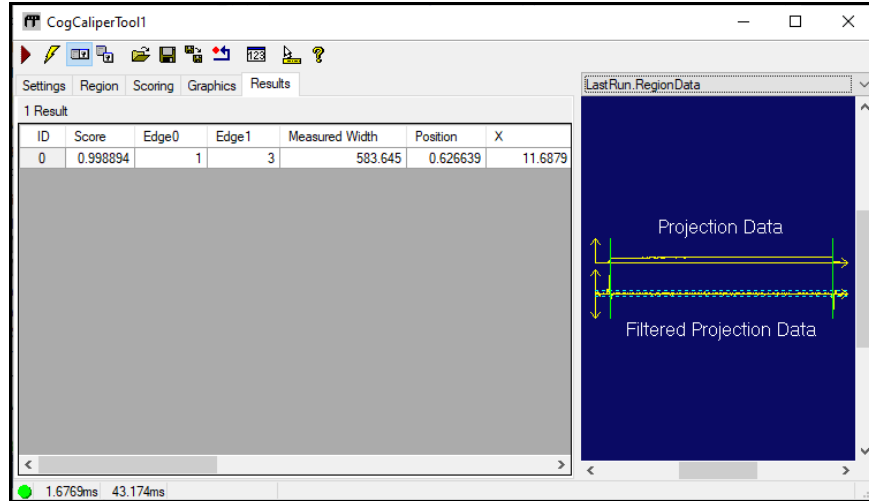 CogCaliperTool1
123
Settings Region Scoring Graphics Results
LastRun.RegionData
1 Result
ID Score Edge0 Edge1 Measured Width Position X
0 0.998894 1 3 583.645 0.626639 11.6879
Projection Data
Filtered Projection Data
1.6769ms 43.174ms